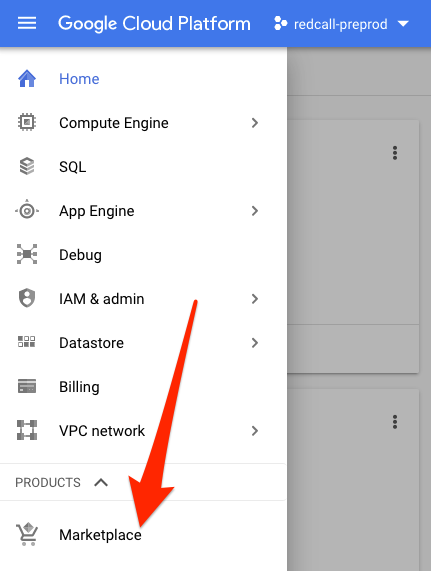 Google Cloud Platform
redcall-preprod
Home
Compute Engine
SQL
App Engine
Debug
IAM & admin
Datastore
Billing
VPC network
PRODUCTS
Marketplace